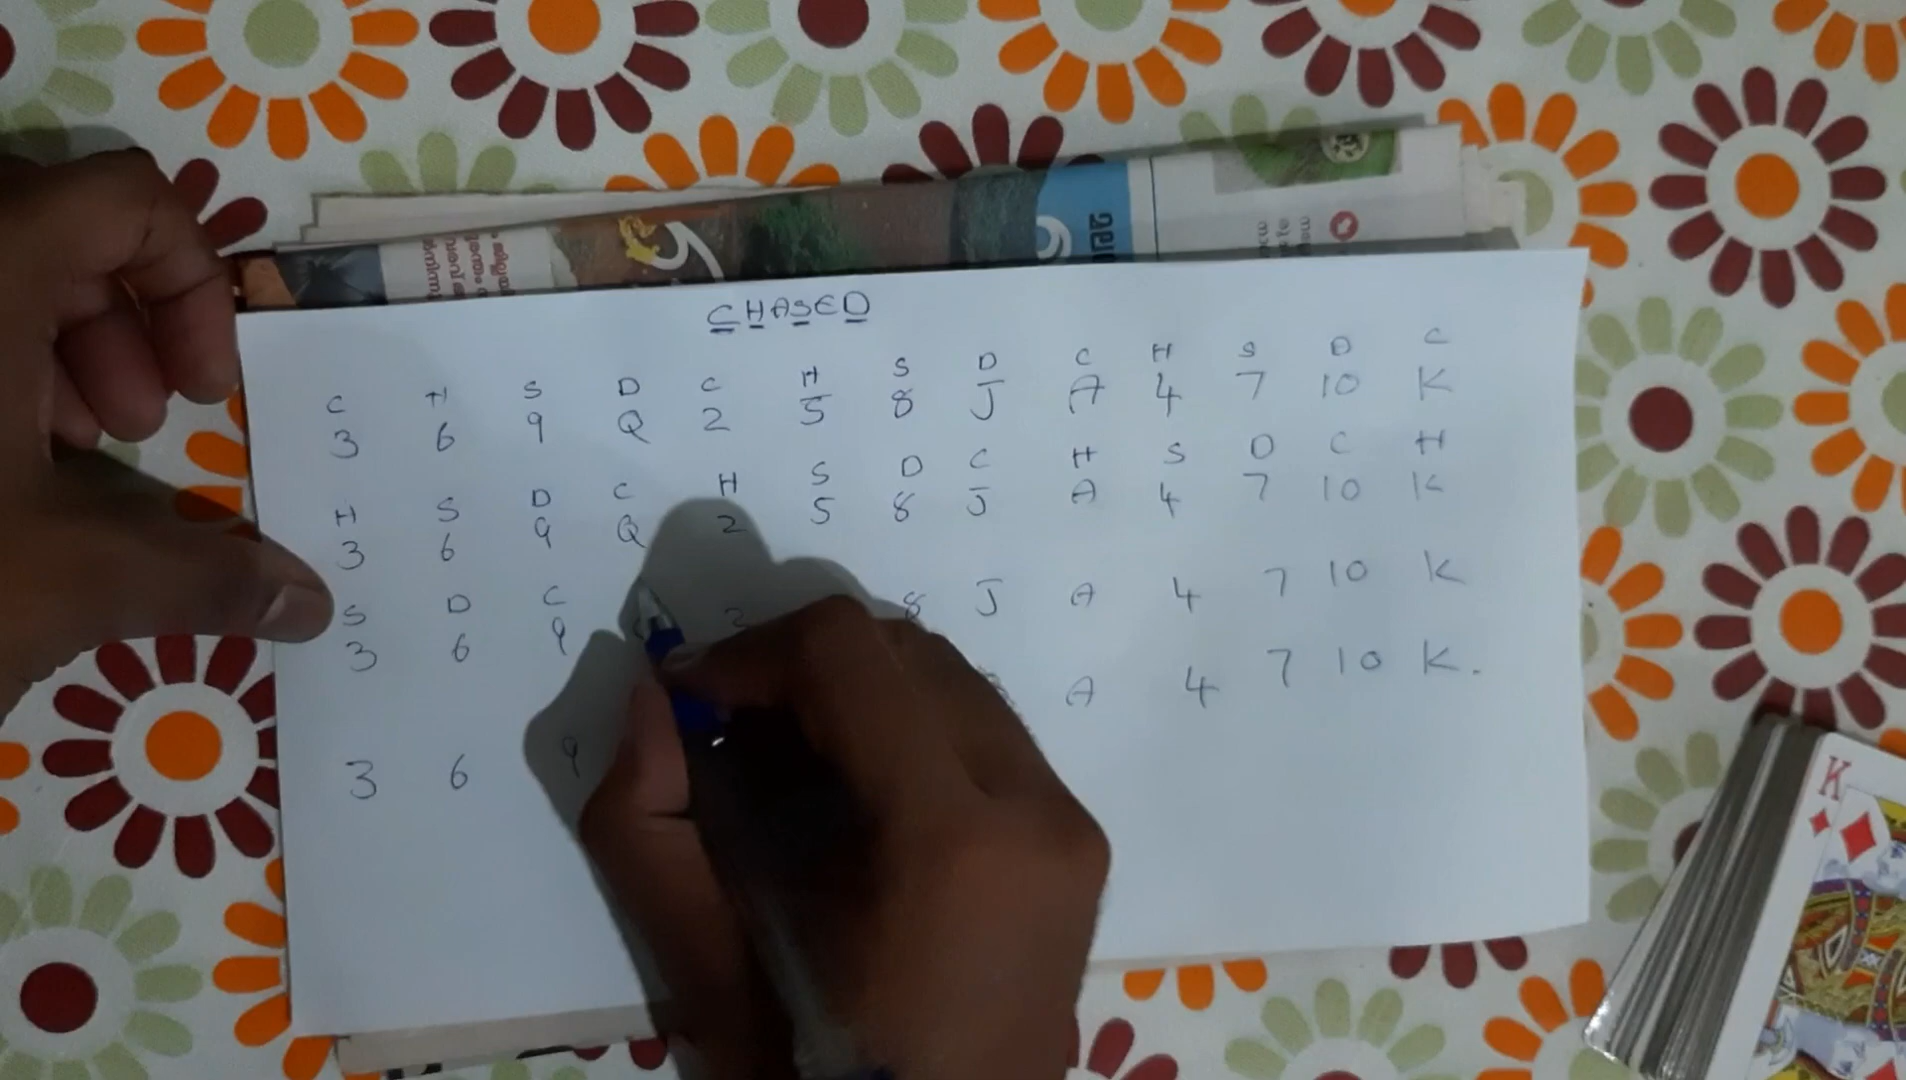 CHASED
C H S D C H S D C H S D C
3 6 9 Q 2 5 8 J A 4 7 10 K
H S D C H S D C H S D C H
3 6 9 Q 2 5 8 J A 4 7 10 K
S D C
3 6 9 2 8 J A 4 7 10 K
3 6 9 A 4 7 10 K.
K